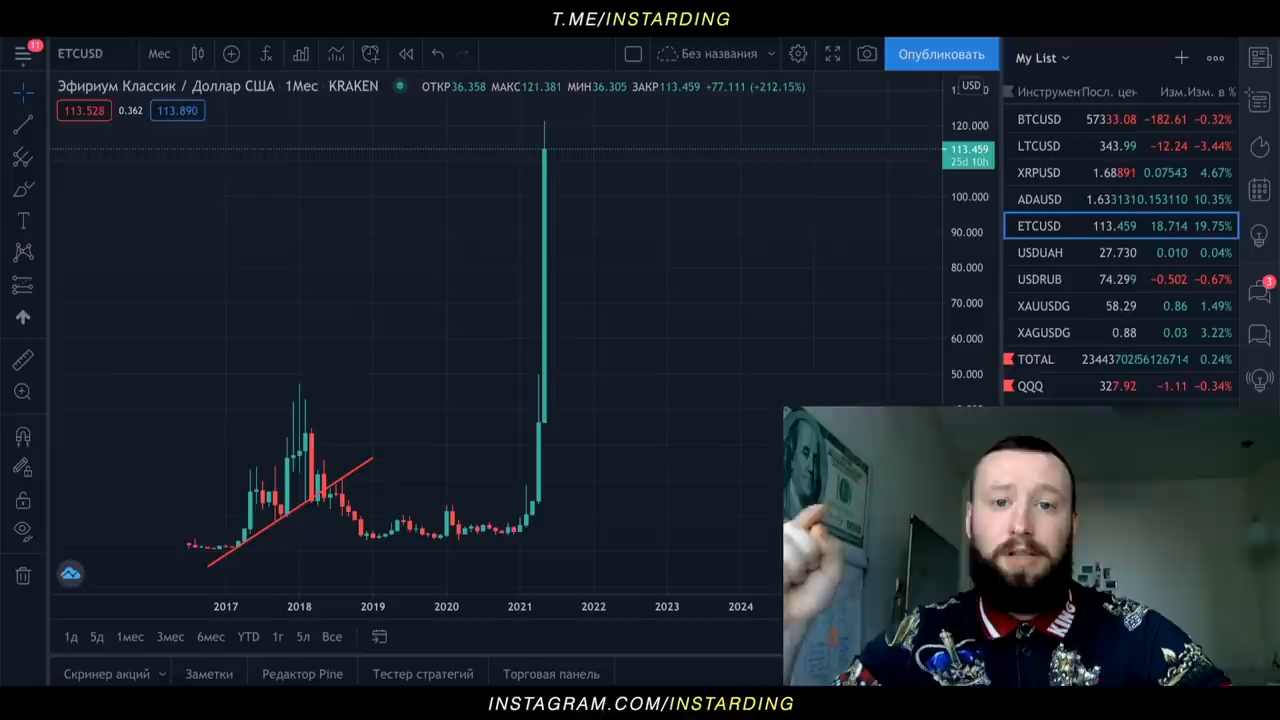 T.ME/INSTARDING
11
ETCUSD
Мес
Без названия
Опубликовать
My List
Эфириум Классик / Доллар США · 1Мес · KRAKEN
ОТКР36.358 МАКС121.381 МИН36.305 ЗАКР113.459 +77.111 (+212.15%)
USD
113.528 0.362 113.890
120.000
113.459
25d 10h
100.000
90.000
80.000
70.000
60.000
50.000
Инструмен Посл. цен Изм. Изм. в %
BTCUSD 57333.08 -182.61 -0.32%
LTCUSD 343.99 -12.24 -3.44%
XRPUSD 1.68891 0.07543 4.67%
ADAUSD 1.633131 0.153110 10.35%
ETCUSD 113.459 18.714 19.75%
USDUAH 27.730 0.010 0.04%
USDRUB 74.299 -0.502 -0.67%
3
XAUUSDG 58.29 0.86 1.49%
XAGUSDG 0.88 0.03 3.22%
TOTAL 0.24%
QQQ 327.92 -1.11 -0.34%
2017 2018 2019 2020 2021 2022 2023 2024
1д 5д 1мес 3мес 6мес YTD 1г 5л Все
Скринер акций Заметки Редактор Pine Тестер стратегий Торговая панель
KING
INSTAGRAM.COM/INSTARDING